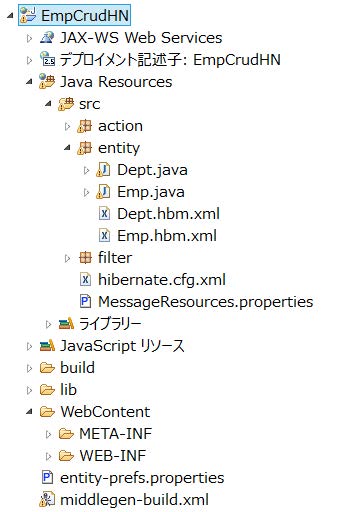 EmpCrudHN
JAX-WS Web Services
2.5 デプロイメント記述子: EmpCrudHN
Java Resources
src
action
entity
J Dept.java
J Emp.java
X Dept.hbm.xml
X Emp.hbm.xml
filter
X hibernate.cfg.xml
P MessageResources.properties
ライブラリー
JavaScript リソース
build
lib
WebContent
META-INF
WEB-INF
P entity-prefs.properties
middlegen-build.xml